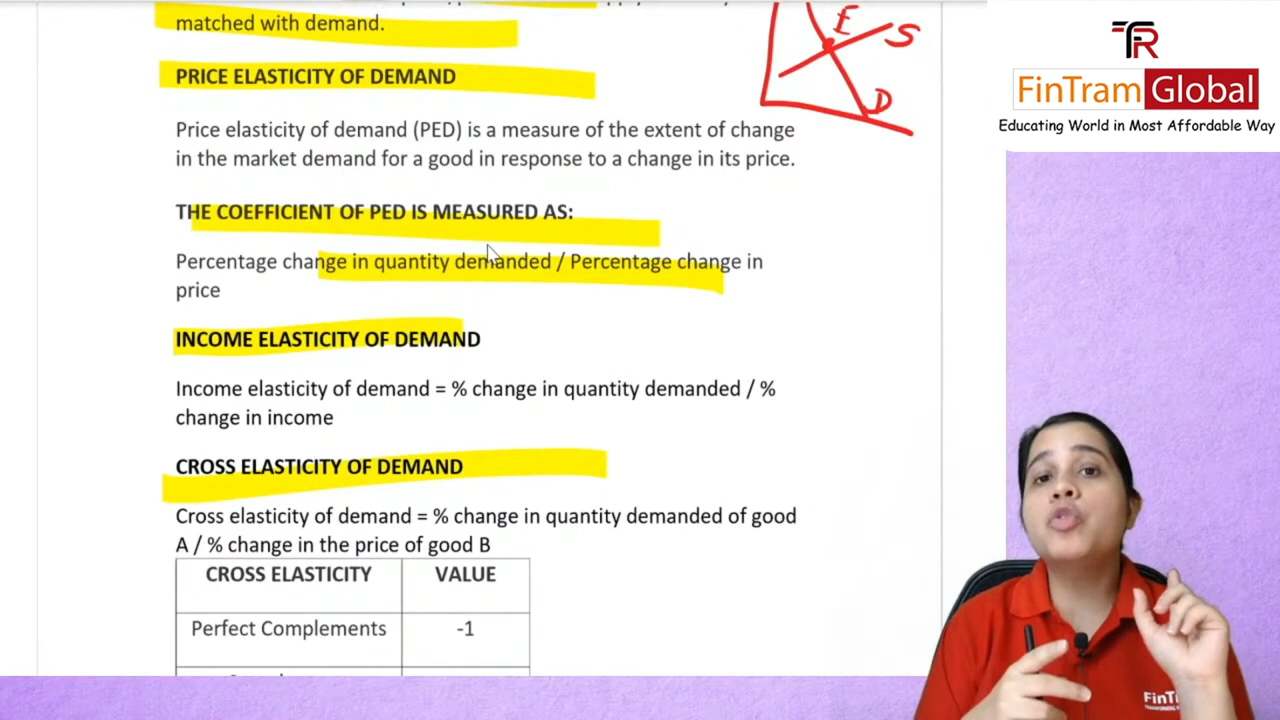 matched with demand.
E
S
D
PRICE ELASTICITY OF DEMAND
Price elasticity of demand (PED) is a measure of the extent of change
in the market demand for a good in response to a change in its price.
THE COEFFICIENT OF PED IS MEASURED AS:
Percentage change in quantity demanded / Percentage change in
price
INCOME ELASTICITY OF DEMAND
Income elasticity of demand = % change in quantity demanded / %
change in income
CROSS ELASTICITY OF DEMAND
Cross elasticity of demand = % change in quantity demanded of good
A / % change in the price of good B
CROSS ELASTICITY VALUE
Perfect Complements -1
FinTram Global
Educating World in Most Affordable Way